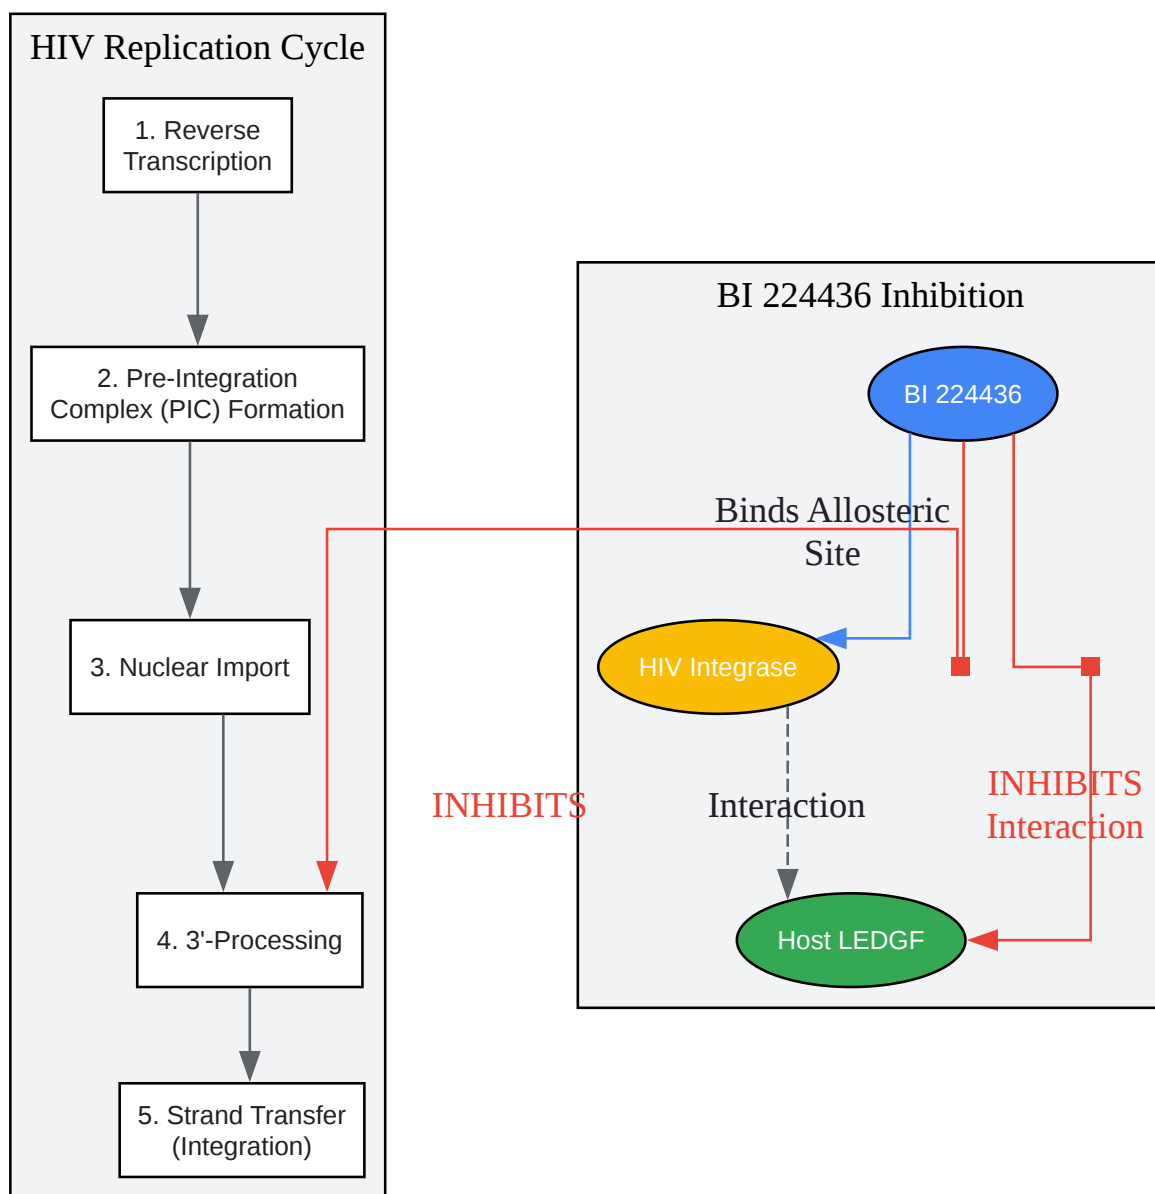 HIV Replication Cycle
1. Reverse
Transcription
2. Pre-Integration
Complex (PIC) Formation
3. Nuclear Import
4. 3'-Processing
5. Strand Transfer
(Integration)
INHIBITS
BI 224436 Inhibition
BI 224436
Binds Allosteric
Site
HIV Integrase
Interaction
INHIBITS
Interaction
Host LEDGF